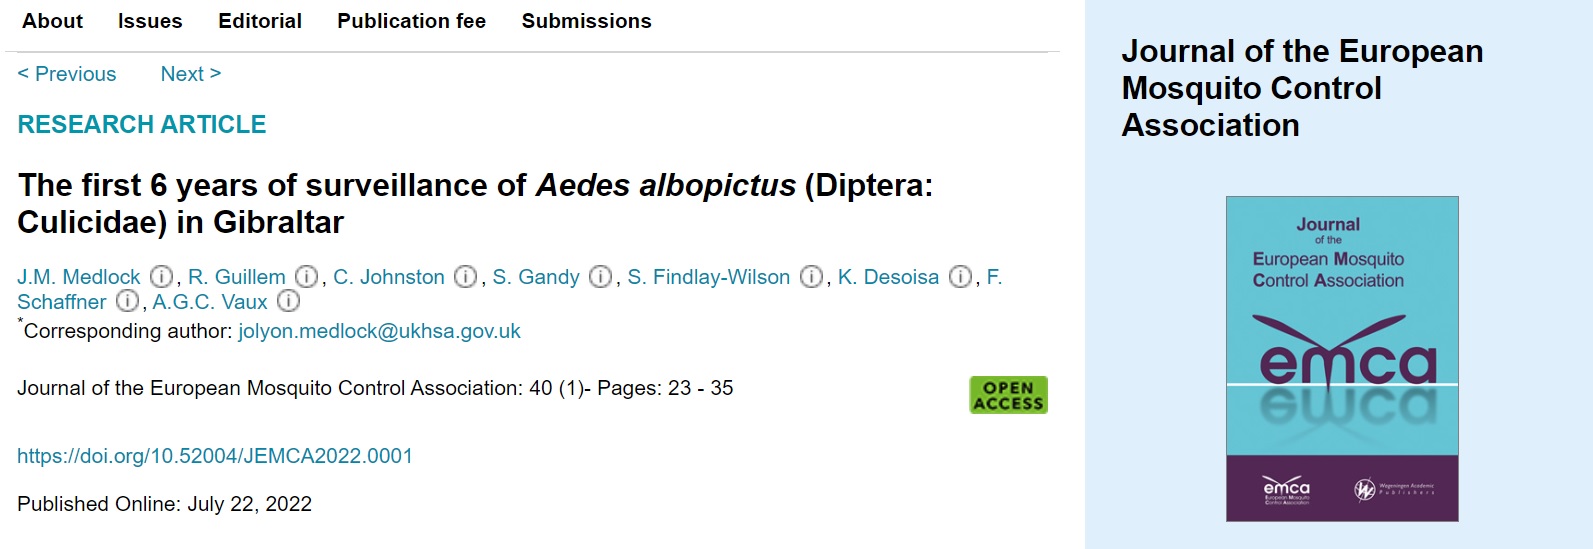 About Issues Editorial Publication fee Submissions
< Previous Next >
RESEARCH ARTICLE
The first 6 years of surveillance of Aedes albopictus (Diptera:
Culicidae) in Gibraltar
J.M. Medlock i, R. Guillem i, C. Johnston i, S. Gandy i, S. Findlay-Wilson i, K. Desoisa i, F.
Schaffner i, A.G.C. Vaux i
*Corresponding author: jolyon.medlock@ukhsa.gov.uk
Journal of the European Mosquito Control Association: 40 (1)- Pages: 23 - 35
OPEN
ACCESS
https://doi.org/10.52004/JEMCA2022.0001
Published Online: July 22, 2022
Journal of the European
Mosquito Control
Association
Journal
of the
European Mosquito
Control Association
emca
emca
European Mosquito
Control Association
Wageningen Academic
Publishers